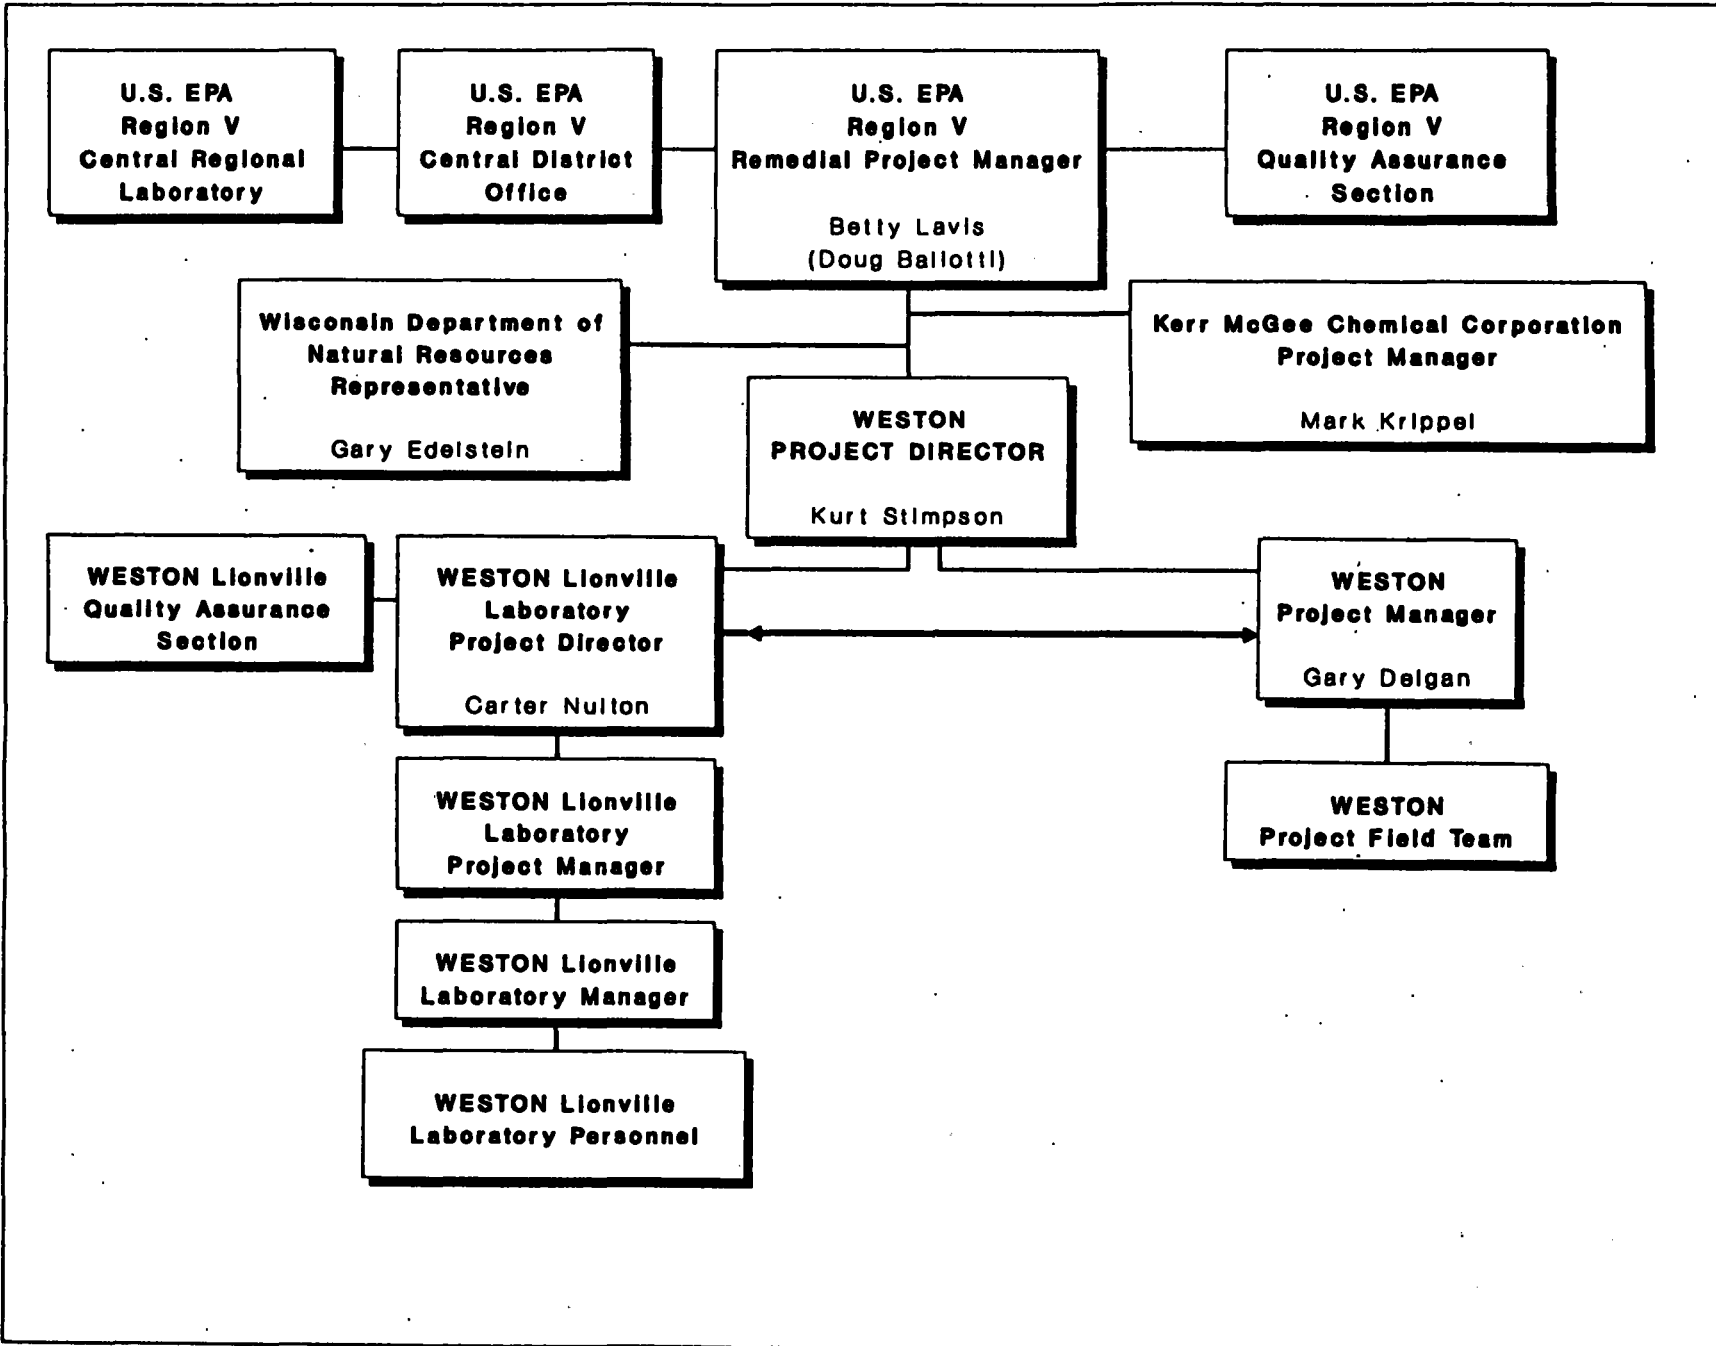 U.S. EPA
Region V
Central Regional
Laboratory
U.S. EPA
Region V
Central District
Office
U.S. EPA
Region V
Remedial Project Manager
Betty Lavis
(Doug Ballotti)
U.S. EPA
Region V
Quality Assurance
Section
Wisconsin Department of
Natural Resources
Representative
Gary Edelstein
Kerr McGee Chemical Corporation
Project Manager
Mark Krippel
WESTON
PROJECT DIRECTOR
Kurt Stimpson
WESTON Lionville
Quality Assurance
Section
WESTON Lionville
Laboratory
Project Director
Carter Nulton
WESTON
Project Manager
Gary Deigan
WESTON Lionville
Laboratory
Project Manager
WESTON
Project Field Team
WESTON Lionville
Laboratory Manager
WESTON Lionville
Laboratory Personnel